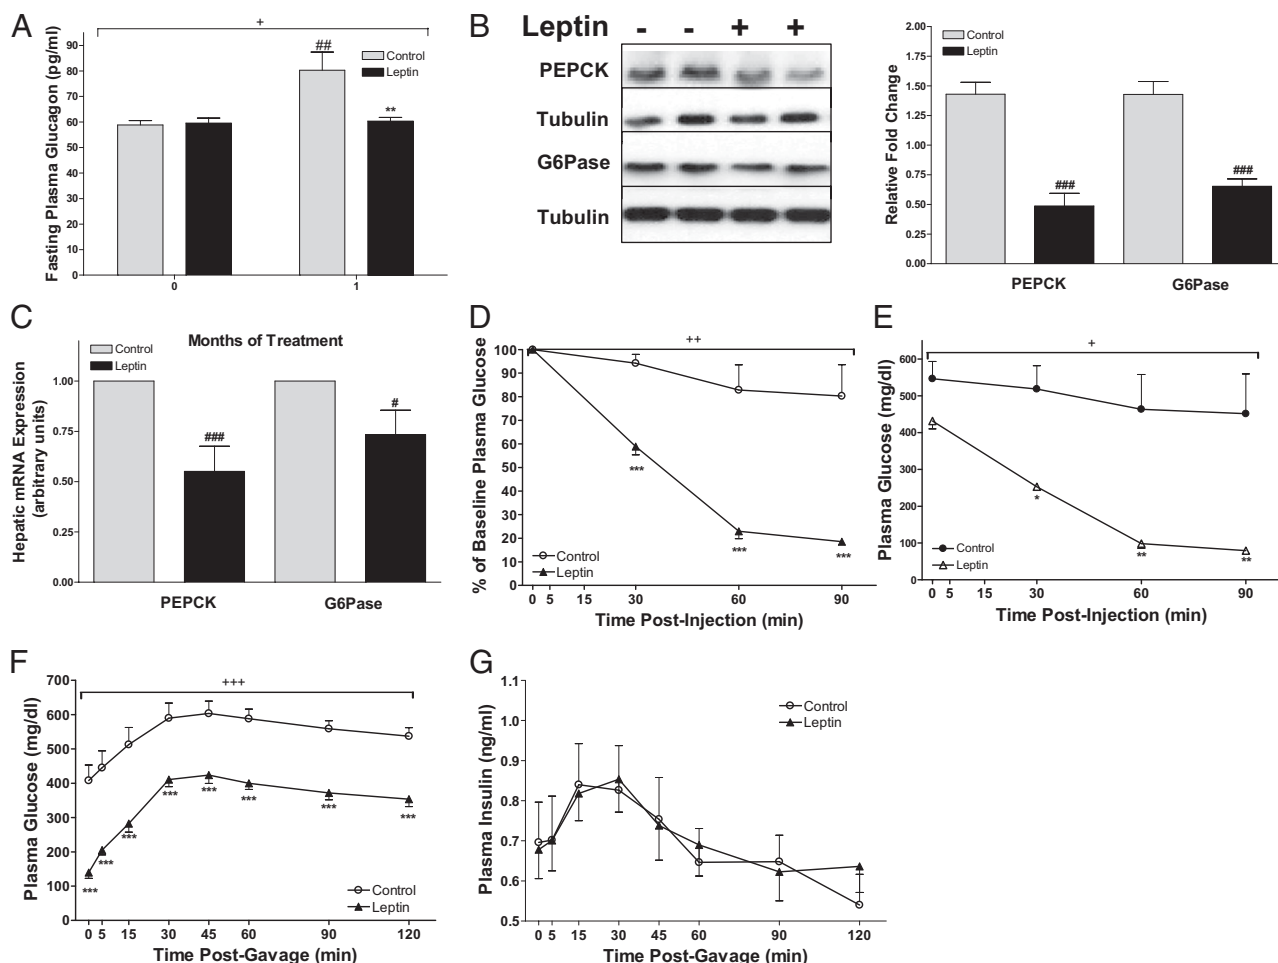 A
Fasting Plasma Glucagon (pg/ml)
90
80
70
60
50
40
30
20
10
0
+
##
**
Control
Leptin
0
1
Months of Treatment
B
Leptin - - + +
PEPCK
Tubulin
G6Pase
Tubulin
Relative Fold Change
2.00
1.75
1.50
1.25
1.00
0.75
0.50
0.25
0.00
Control
Leptin
###
###
PEPCK G6Pase
C
Hepatic mRNA Expression
(arbitrary units)
1.00
0.75
0.50
0.25
0.00
Control
Leptin
###
#
PEPCK G6Pase
D
% of Baseline Plasma Glucose
100
90
80
70
60
50
40
30
20
10
0
++
***
***
***
Control
Leptin
0 5 15 30 60 90
Time Post-Injection (min)
E
Plasma Glucose (mg/dl)
600
500
400
300
200
100
0
+
*
**
**
Control
Leptin
0 5 15 30 60 90
Time Post-Injection (min)
F
Plasma Glucose (mg/dl)
700
600
500
400
300
200
100
0
+++
***
***
***
***
***
***
***
***
Control
Leptin
0 5 15 30 45 60 90 120
Time Post-Gavage (min)
G
Plasma Insulin (ng/ml)
1.1
1.0
0.9
0.8
0.7
0.6
0.5
Control
Leptin
0 5 15 30 45 60 90 120
Time Post-Gavage (min)